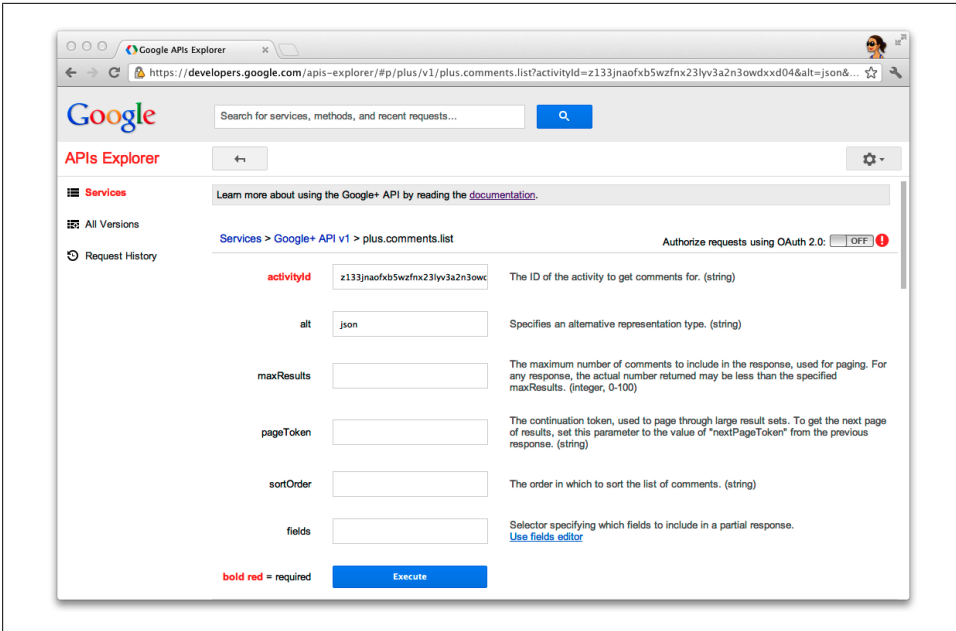 Google APIs Explorer
https://developers.google.com/apis-explorer/#p/plus/v1/plus.comments.list?activityId=z133jnaofxb5wzfnx23lyv3a2n3owdxxd04&alt=json&...
Google
Search for services, methods, and recent requests...
APIs Explorer
Services
All Versions
Request History
Learn more about using the Google+ API by reading the documentation.
Services > Google+ API v1 > plus.comments.list
Authorize requests using OAuth 2.0: OFF
activityId
z133jnaofxb5wzfnx23lyv3a2n3owc
The ID of the activity to get comments for. (string)
alt
json
Specifies an alternative representation type. (string)
maxResults
The maximum number of comments to include in the response, used for paging. For
any response, the actual number returned may be less than the specified
maxResults. (integer, 0-100)
pageToken
The continuation token, used to page through large result sets. To get the next page
of results, set this parameter to the value of "nextPageToken" from the previous
response. (string)
sortOrder
The order in which to sort the list of comments. (string)
fields
Selector specifying which fields to include in a partial response.
Use fields editor
bold red = required
Execute